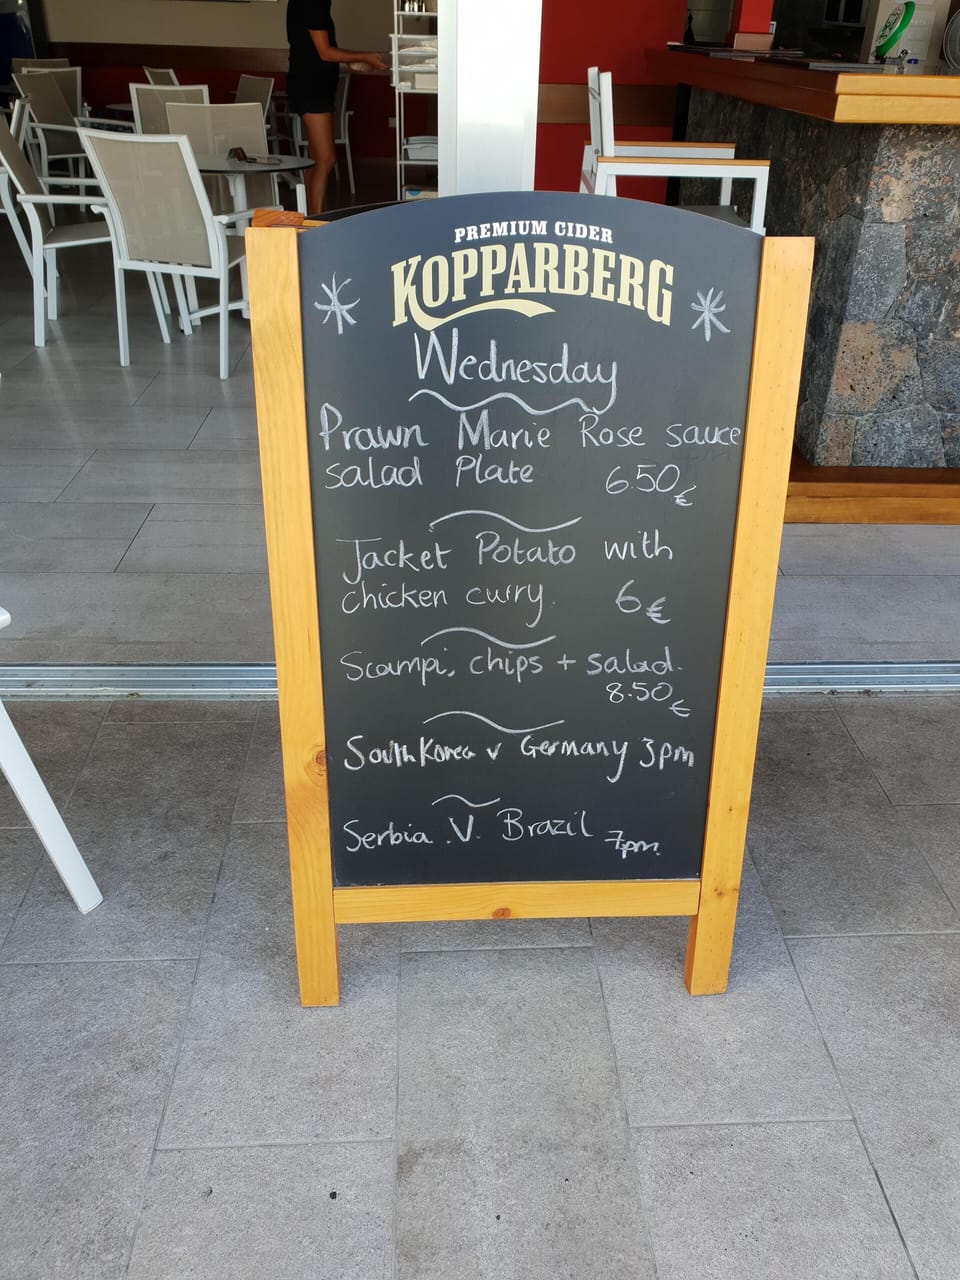 PREMIUM CIDER
KOPPARBERG
Wednesday
Prawn Marie Rose sauce
salad Plate 6.50€
Jacket Potato with
chicken curry. 6€
Scampi, chips + salad.
8.50€
South Korea v Germany 3pm
Serbia .V. Brazil 7pm.